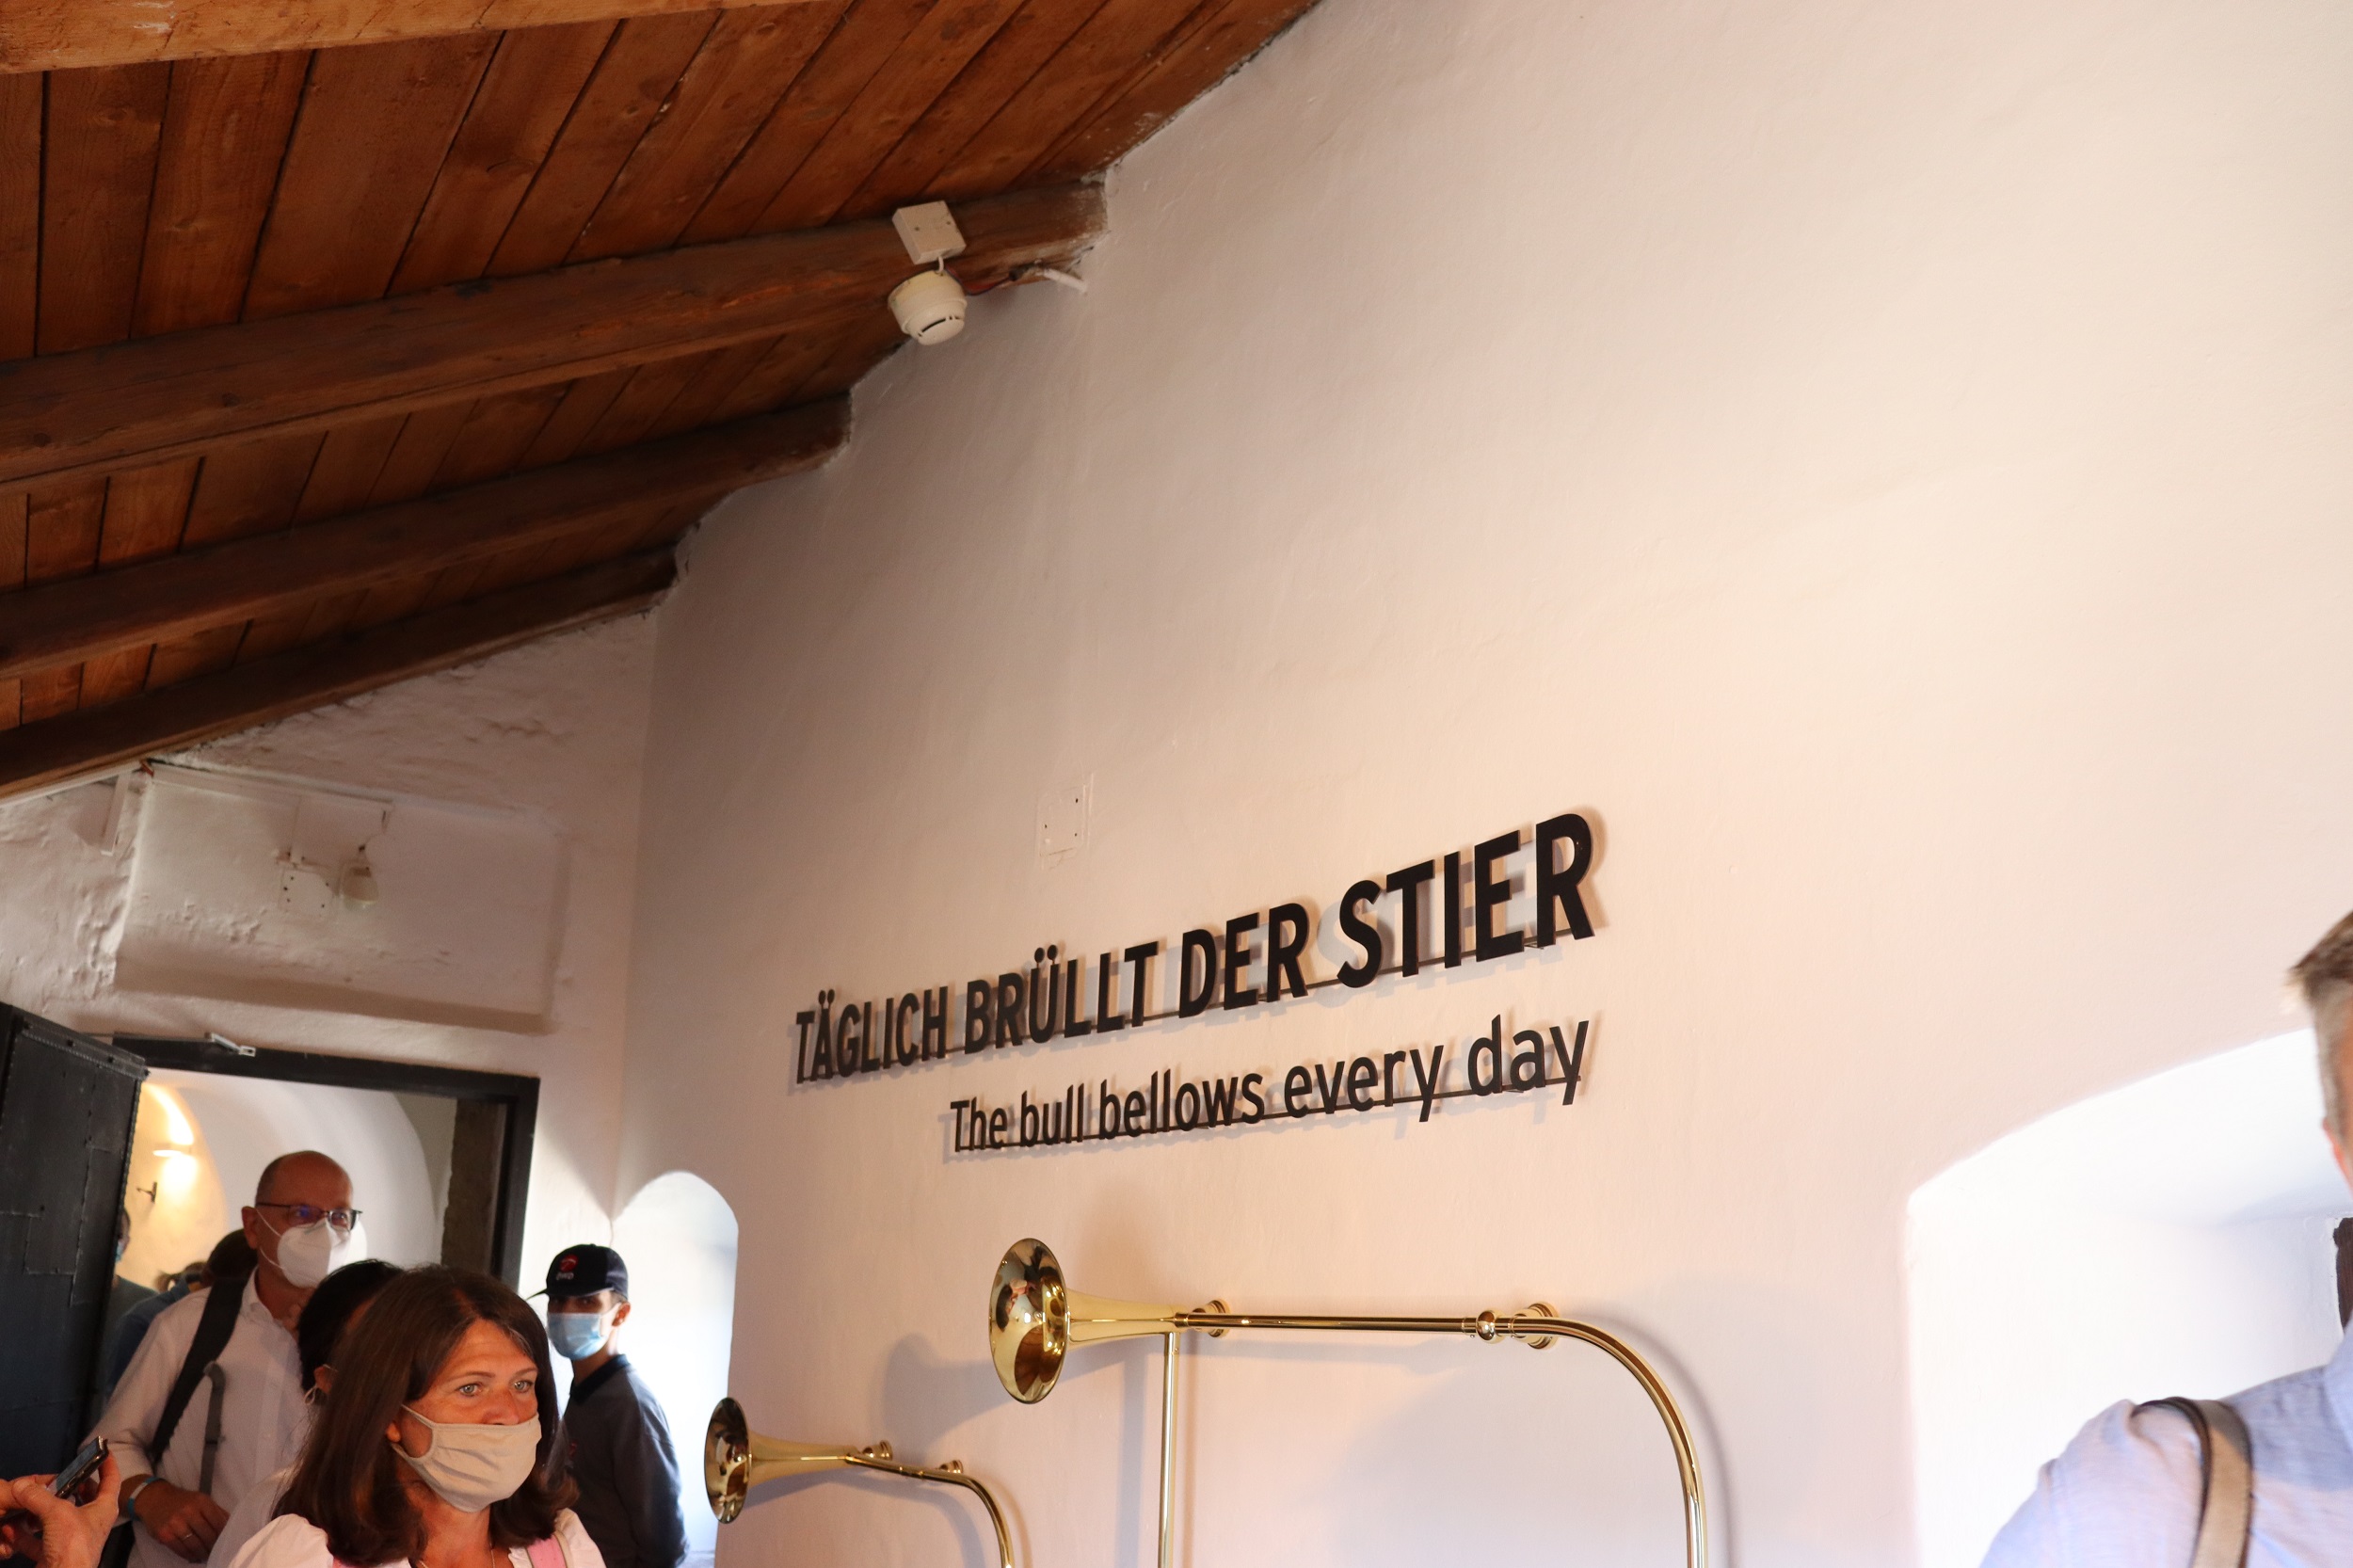 TÄGLICH BRÜLLT DER STIER
The bull bellows every day